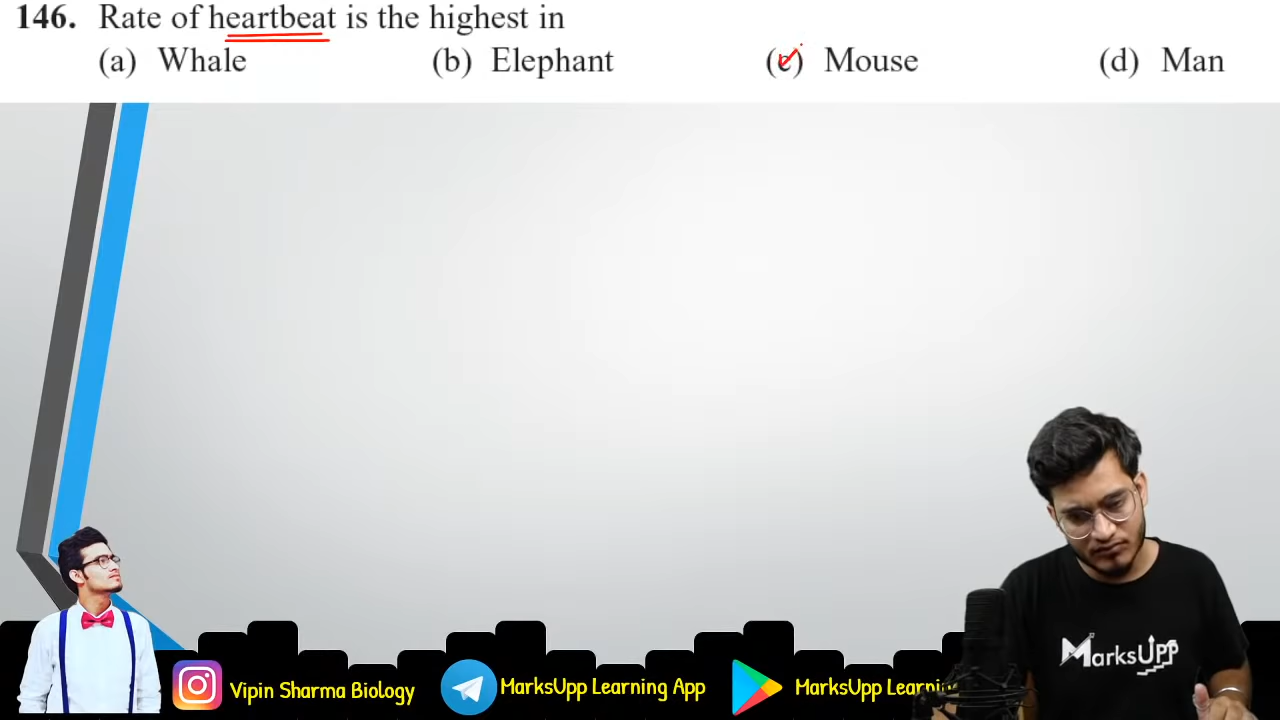 146. Rate of heartbeat is the highest in
(a) Whale (b) Elephant (c) Mouse (d) Man
MarksUpp
Vipin Sharma Biology MarksUpp Learning App MarksUpp Learning